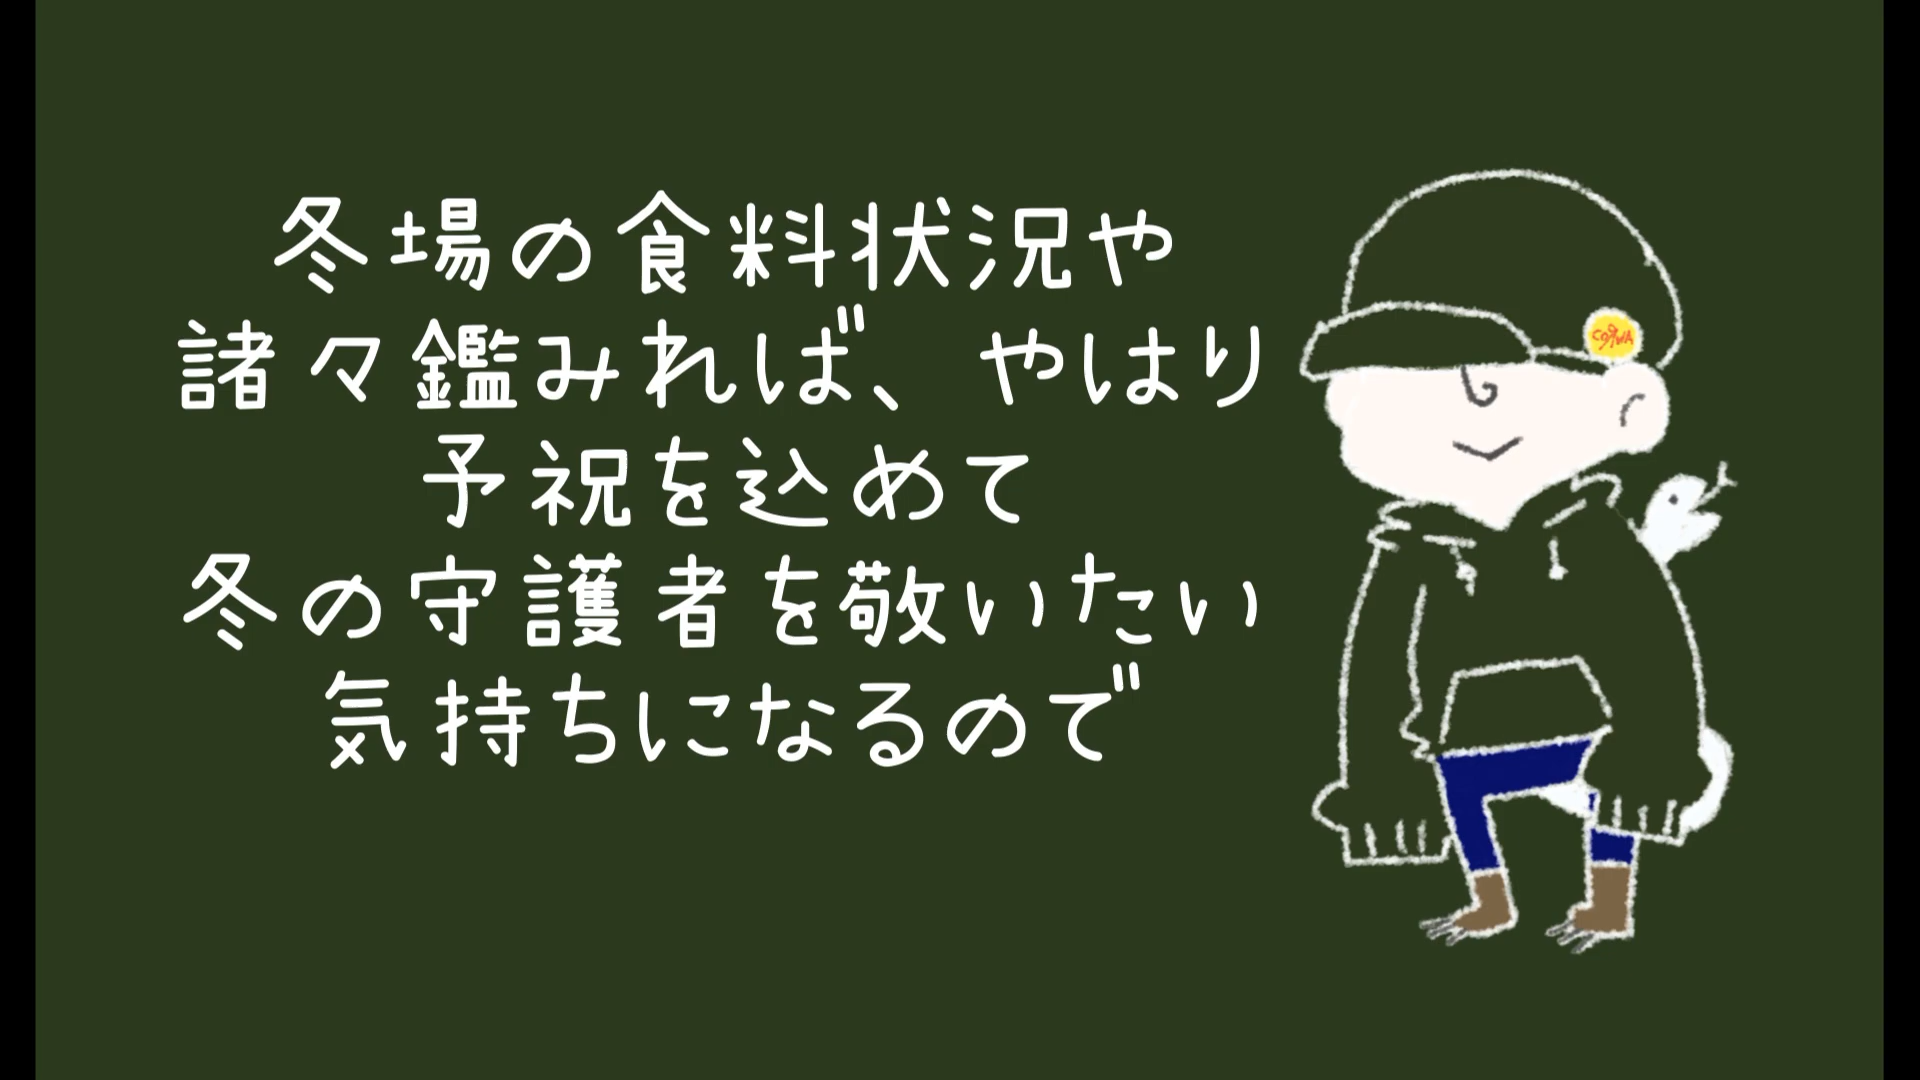 冬場の食料状況や
諸々鑑みれば、やはり
予祝を込めて
冬の守護者を敬いたい
気持ちになるので